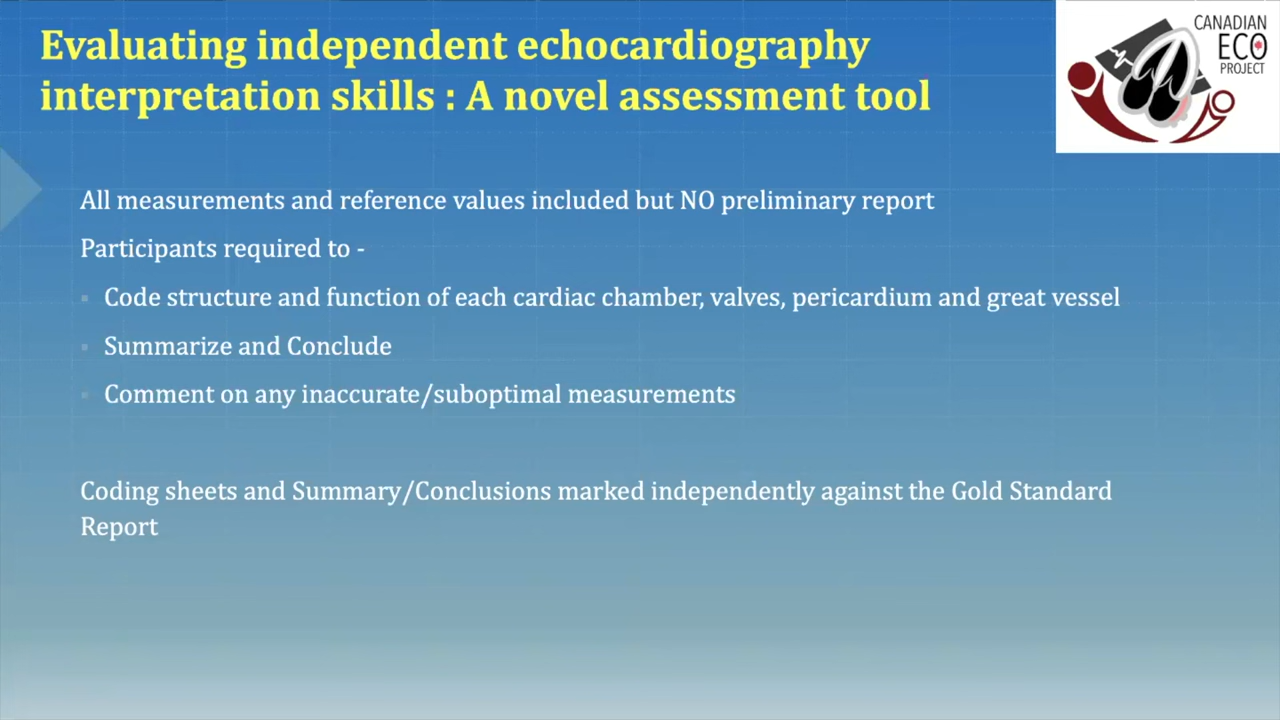 Evaluating independent echocardiography
interpretation skills : A novel assessment tool
CANADIAN
ECO
PROJECT
All measurements and reference values included but NO preliminary report
Participants required to -
Code structure and function of each cardiac chamber, valves, pericardium and great vessel
Summarize and Conclude
Comment on any inaccurate/suboptimal measurements
Coding sheets and Summary/Conclusions marked independently against the Gold Standard
Report